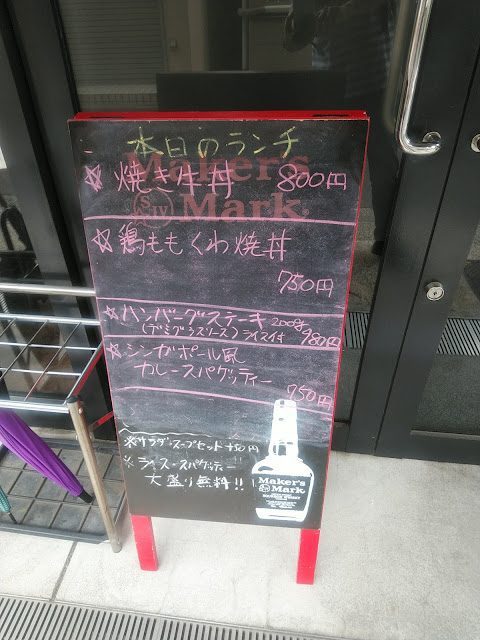 本日のランチ
Maker's
S IV
Mark.
☆焼き牛丼 800円
☆鶏ももくわ焼丼
750円
☆ハンバーグステーキ 200g
(デミグラスソース) ライス付 980円
☆シンガポール風
カレースパゲッティー
750円
※サラダ・スープセット +150円
※ライス・スパゲッティー
大盛り無料!!
Maker's
Mark